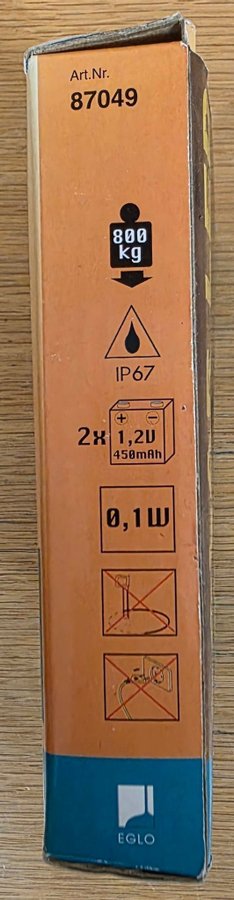 Art.Nr.
87049
800
kg
IP67
2x 1,2V
450mAh
0,1W
EGLO